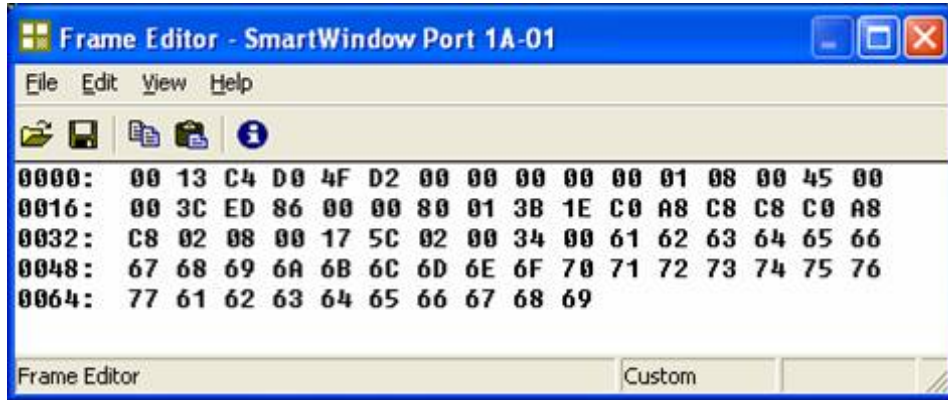 Frame Editor - SmartWindow Port 1A-01
File Edit View Help
0000: 00 13 C4 D0 4F D2 00 00 00 00 00 01 08 00 45 00
0016: 00 3C ED 86 00 00 80 01 3B 1E C0 A8 C8 C8 C0 A8
0032: C8 02 08 00 17 5C 02 00 34 00 61 62 63 64 65 66
0048: 67 68 69 6A 6B 6C 6D 6E 6F 70 71 72 73 74 75 76
0064: 77 61 62 63 64 65 66 67 68 69
Frame Editor Custom